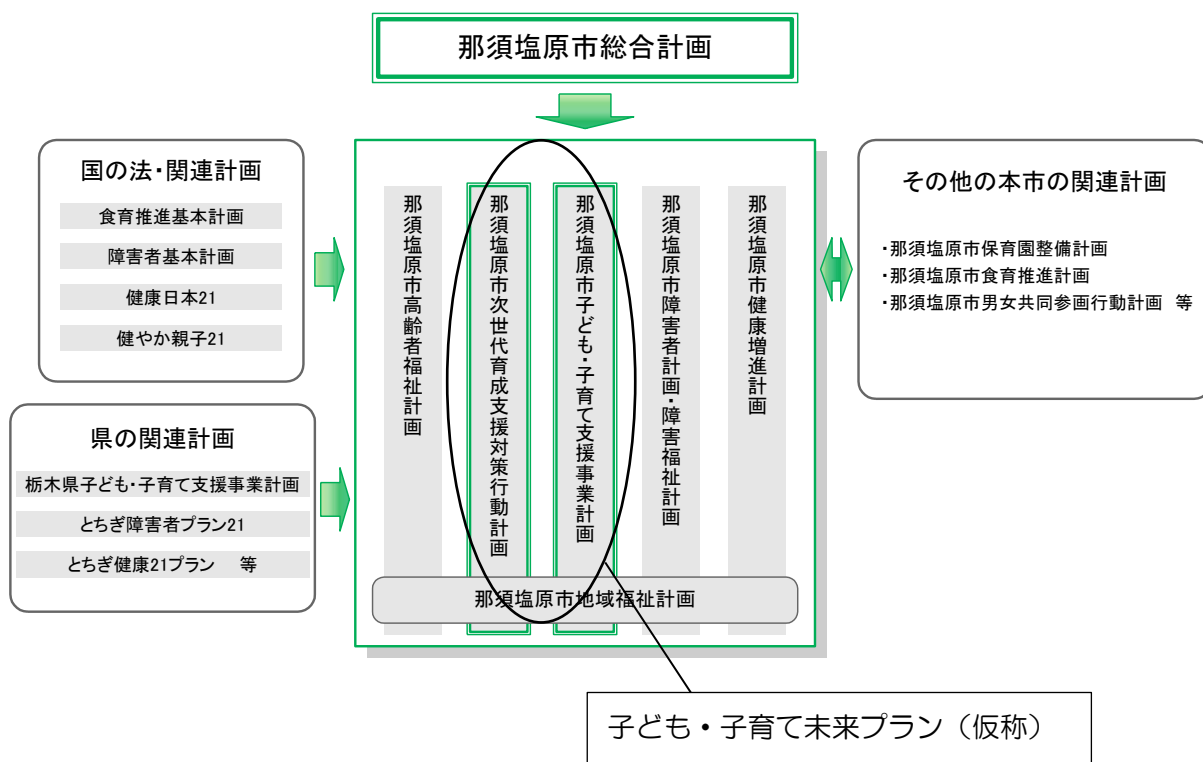 那須塩原市総合計画
国の法・関連計画
食育推進基本計画
障害者基本計画
健康日本21
健やか親子21
県の関連計画
栃木県子ども・子育て支援事業計画
とちぎ障害者プラン21
とちぎ健康21プラン 等
那須塩原市高齢者福祉計画
那須塩原市次世代育成支援対策行動計画
那須塩原市子ども・子育て支援事業計画
那須塩原市障害者計画・障害福祉計画
那須塩原市健康増進計画
那須塩原市地域福祉計画
その他の本市の関連計画
・那須塩原市保育園整備計画
・那須塩原市食育推進計画
・那須塩原市男女共同参画行動計画 等
子ども・子育て未来プラン（仮称）